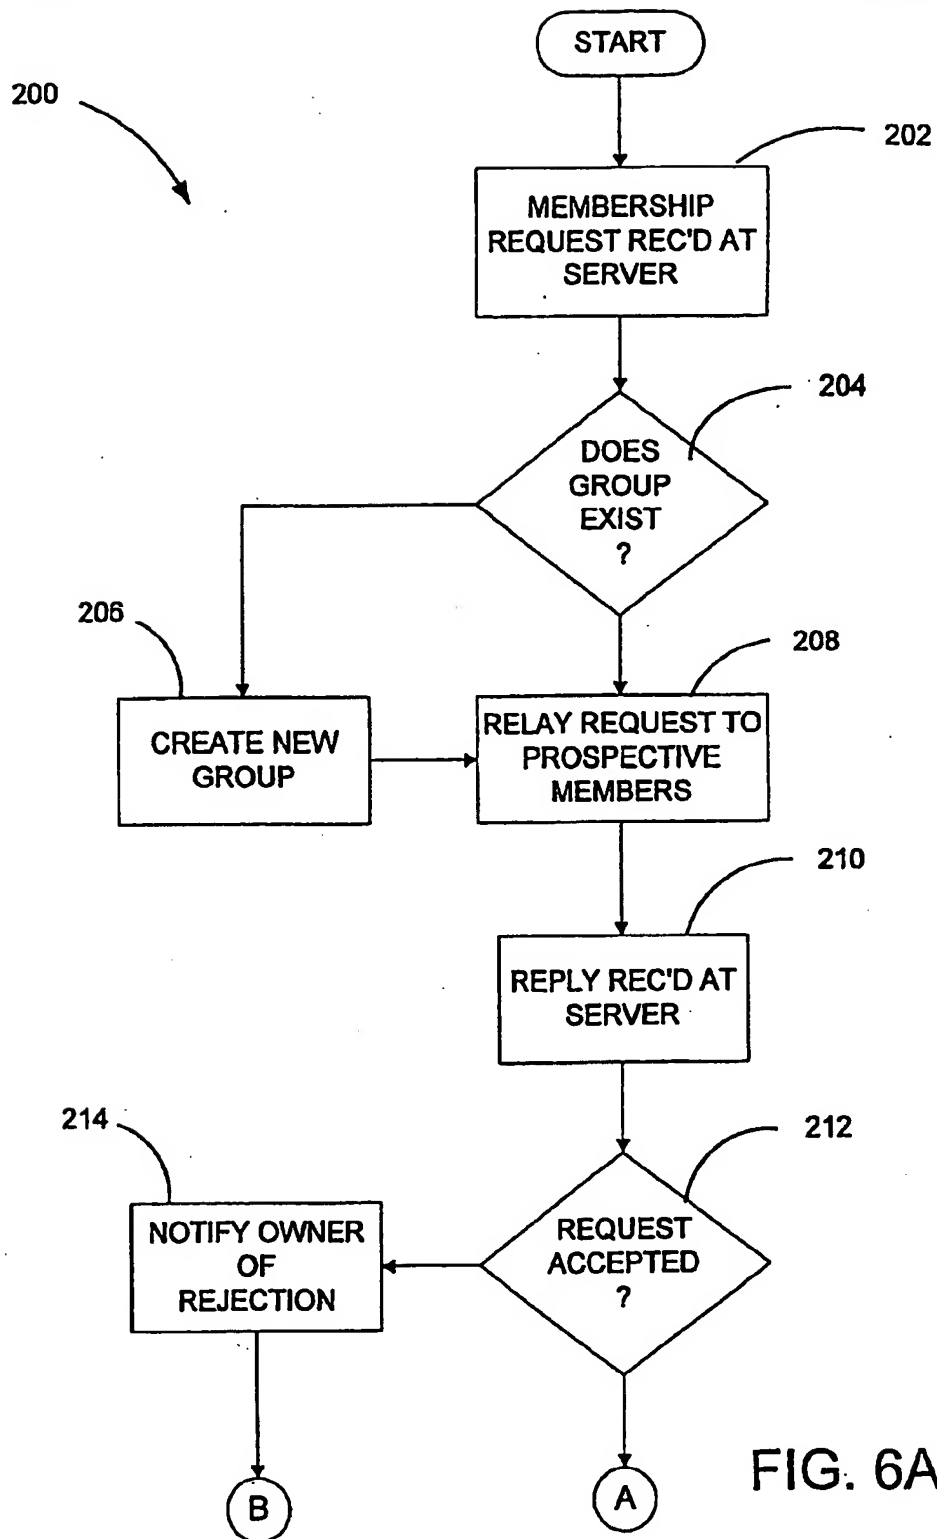 START
200
202
MEMBERSHIP
REQUEST REC'D AT
SERVER
204
DOES
GROUP
EXIST
?
206
208
CREATE NEW
GROUP
RELAY REQUEST TO
PROSPECTIVE
MEMBERS
210
REPLY REC'D AT
SERVER
214
212
NOTIFY OWNER
OF
REJECTION
REQUEST
ACCEPTED
?
B
A
FIG. 6A